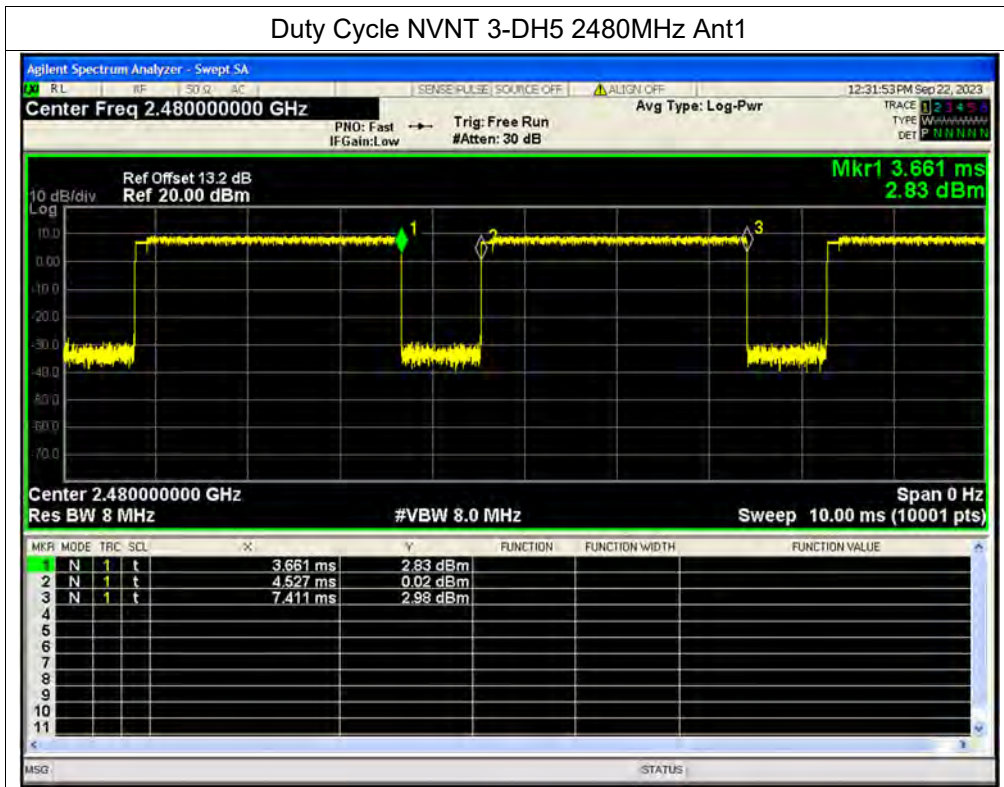 Duty Cycle NVNT 3-DH5 2480MHz Ant1
Agilent Spectrum Analyzer - Swept SA
RL RF 50 Ω AC SENSE:PULSE SOURCE OFF ALIGN OFF 12:31:53 PM Sep 22, 2023
Center Freq 2.480000000 GHz Avg Type: Log-Pwr TRACE 1 2 3 4 5 6
PNO: Fast Trig: Free Run TYPE W
IFGain:Low #Atten: 30 dB DET P N N N N N
Mkr1 3.661 ms
Ref Offset 13.2 dB
10 dB/div Ref 20.00 dBm 2.83 dBm
Log
10.0
0.00
-10.0
-20.0
-30.0
-40.0
-50.0
-60.0
-70.0
1
2
3
Center 2.480000000 GHz Span 0 Hz
Res BW 8 MHz #VBW 8.0 MHz Sweep 10.00 ms (10001 pts)
MKR MODE TRC SCL X Y FUNCTION FUNCTION WIDTH FUNCTION VALUE
1 N 1 t 3.661 ms 2.83 dBm
2 N 1 t 4.527 ms 0.02 dBm
3 N 1 t 7.411 ms 2.98 dBm
4
5
6
7
8
9
10
11
MSG STATUS